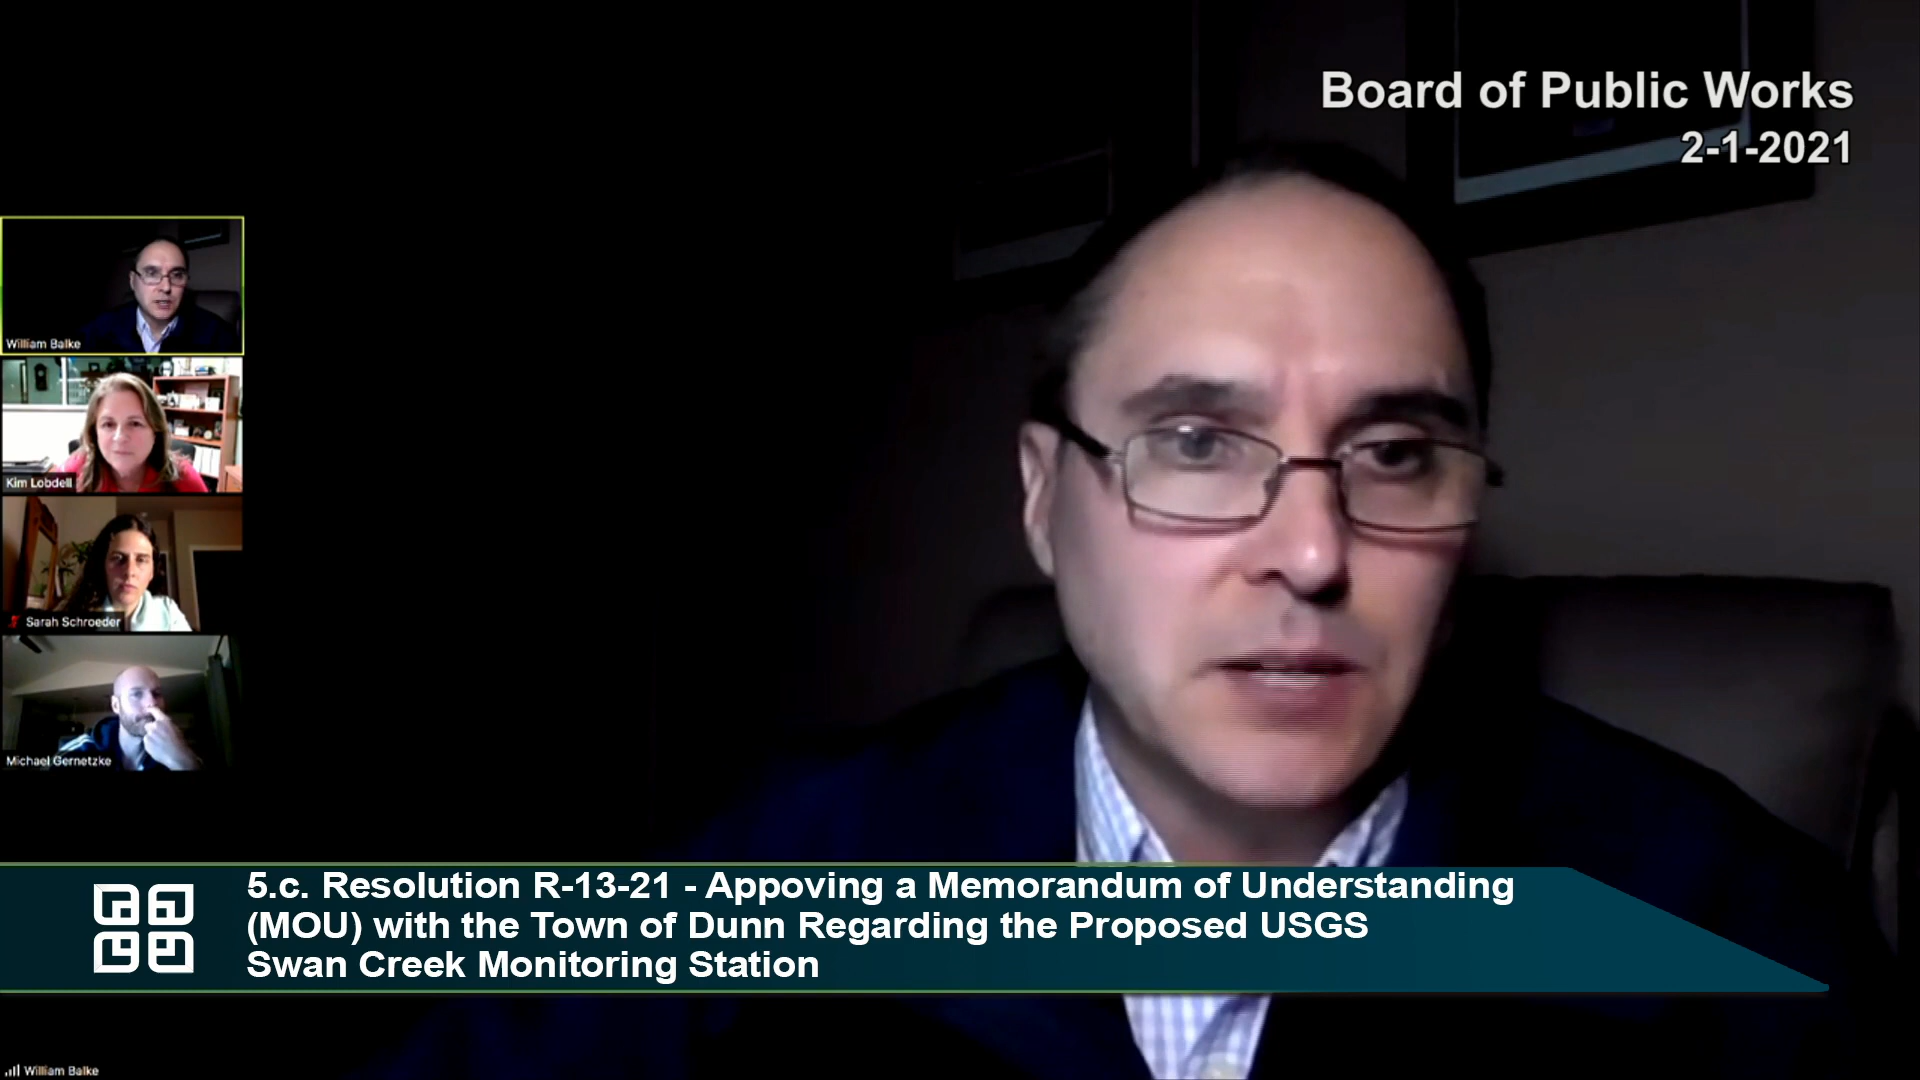 Board of Public Works
2-1-2021
William Balke
Kim Lobdell
Sarah Schroeder
Michael Gernetzke
5.c. Resolution R-13-21 - Appoving a Memorandum of Understanding
(MOU) with the Town of Dunn Regarding the Proposed USGS
Swan Creek Monitoring Station
William Balke